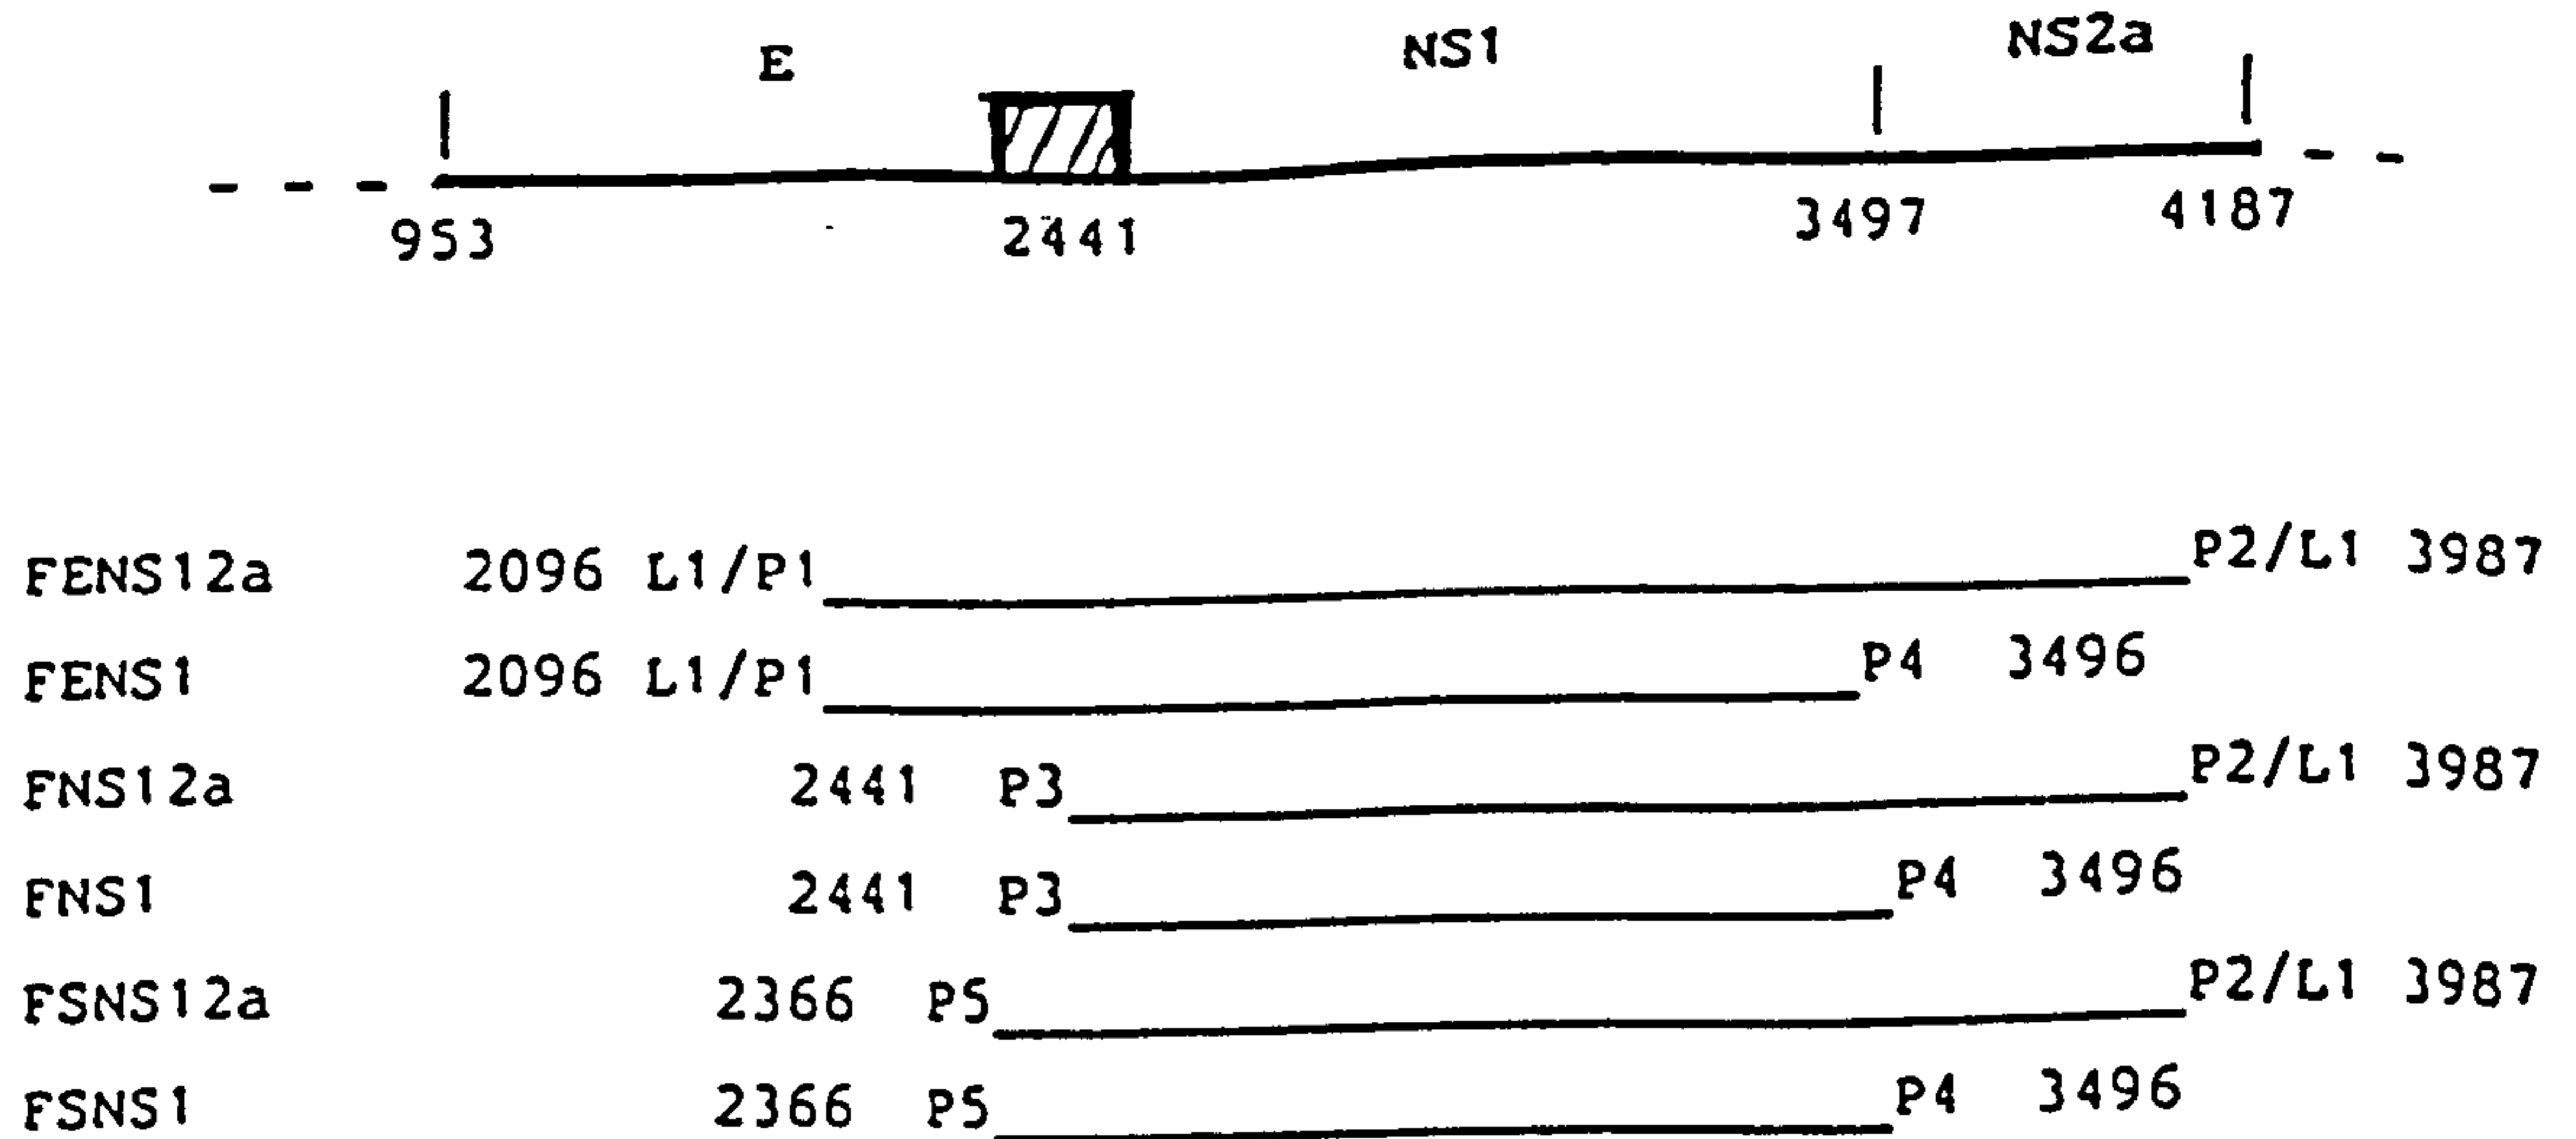 E NS1 NS2a
953 2441 3497 4187
FENS12a 2096 L1/P1 P2/L1 3987
FENS1 2096 L1/P1 P4 3496
FNS12a 2441 P3 P2/L1 3987
FNS1 2441 P3 P4 3496
FSNS12a 2366 P5 P2/L1 3987
FSNS1 2366 P5 P4 3496